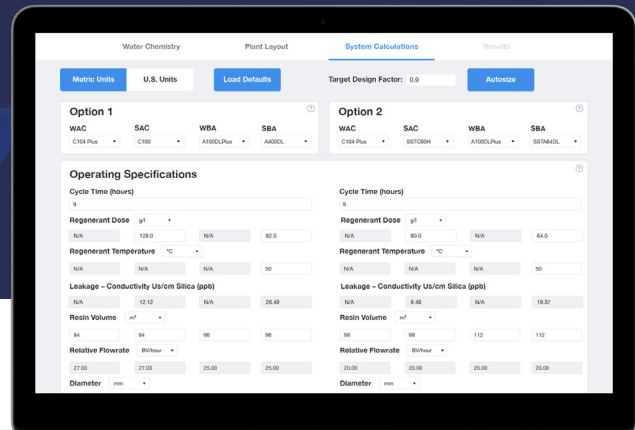 Water Chemistry Plant Layout System Calculations Results
Metric Units U.S. Units Load Defaults Target Design Factor: 0.9 Autosize
Option 1
WAC SAC WBA SBA
C104 Plus C100 A100DLPlus A400DL
Option 2
WAC SAC WBA SBA
C104 Plus SSTC80H A100DLPlus SSTA64DL
Operating Specifications
Cycle Time (hours) Cycle Time (hours)
9 8
Regenerant Dose g/l Regenerant Dose g/l
N/A 128.0 N/A 82.0 N/A 80.0 N/A 64.0
Regenerant Temperature °C Regenerant Temperature °C
N/A N/A N/A 50 N/A N/A N/A 50
Leakage – Conductivity Us/cm Silica (ppb) Leakage – Conductivity Us/cm Silica (ppb)
N/A 12.12 N/A 26.49 N/A 9.46 N/A 19.37
Resin Volume m³ Resin Volume m³
84 84 96 96 98 98 112 112
Relative Flowrate BV/hour Relative Flowrate BV/hour
27.03 27.03 25.00 25.00 20.00 20.00 20.00 20.00
Diameter mm Diameter mm